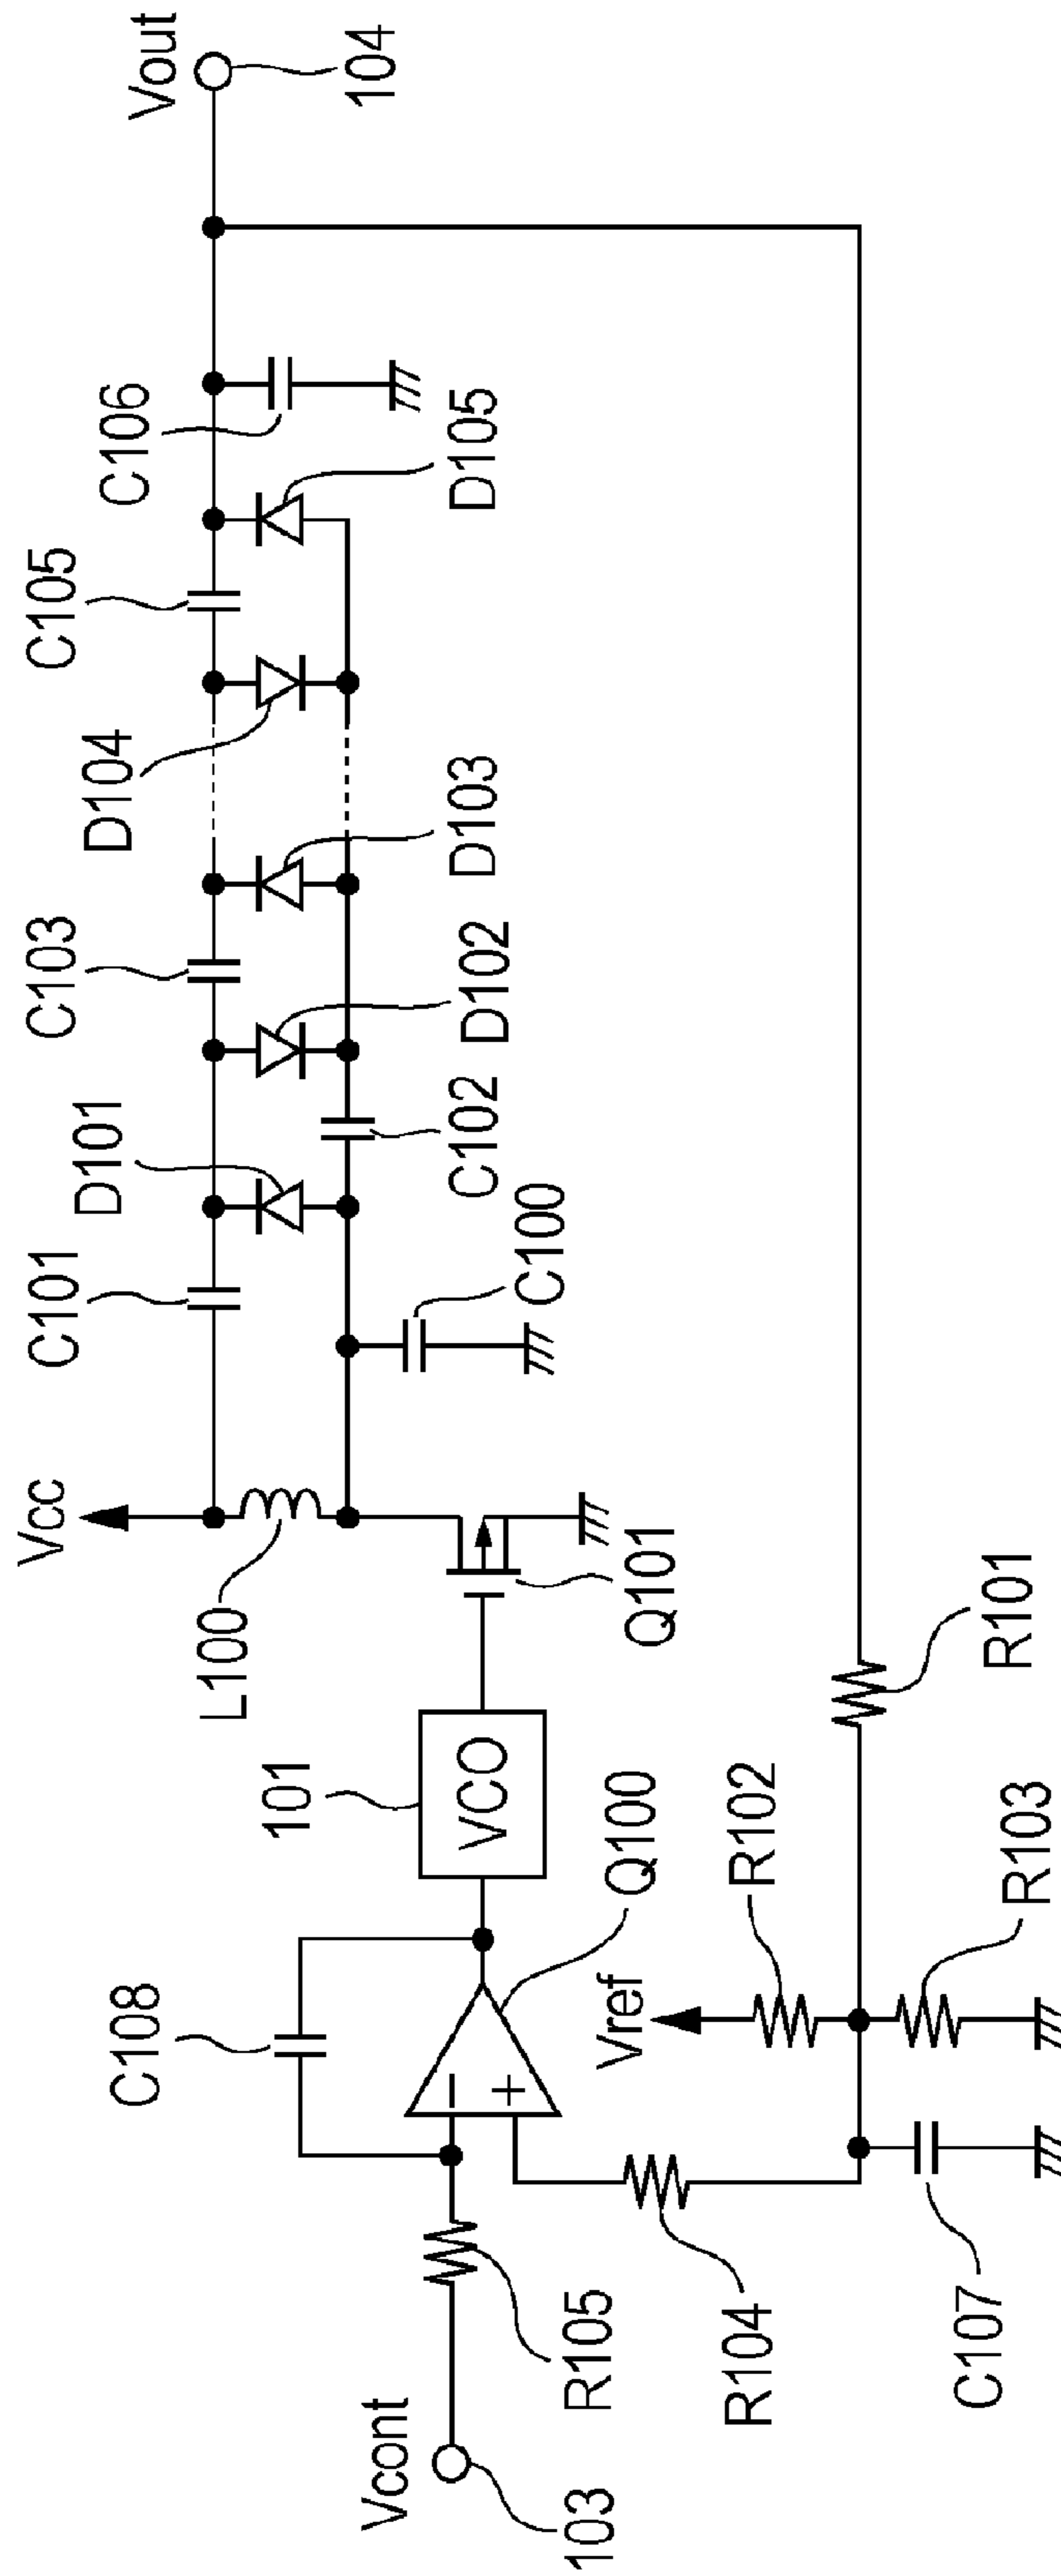 Vcc
L100
C101
D101
C103
D104
C105
C106
Vout
104
D102
D103
D105
C102
C100
C108
101
VCO
Q101
Q100
−
+
Vcont
103
R105
Vref
R102
R101
R104
R103
C107